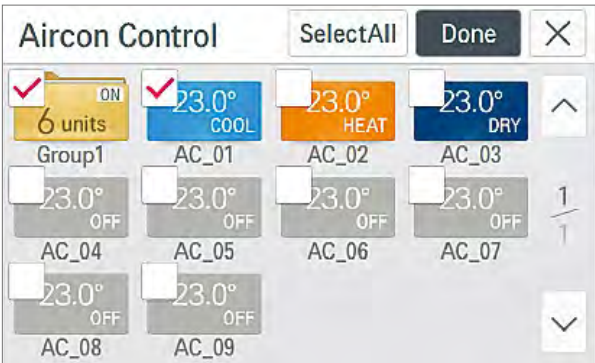 Aircon Control SelectAll Done
ON
6 units
Group1
23.0°
COOL
AC_01
23.0°
HEAT
AC_02
23.0°
DRY
AC_03
1
1
23.0°
OFF
AC_04
23.0°
OFF
AC_05
23.0°
OFF
AC_06
23.0°
OFF
AC_07
23.0°
OFF
AC_08
23.0°
OFF
AC_09